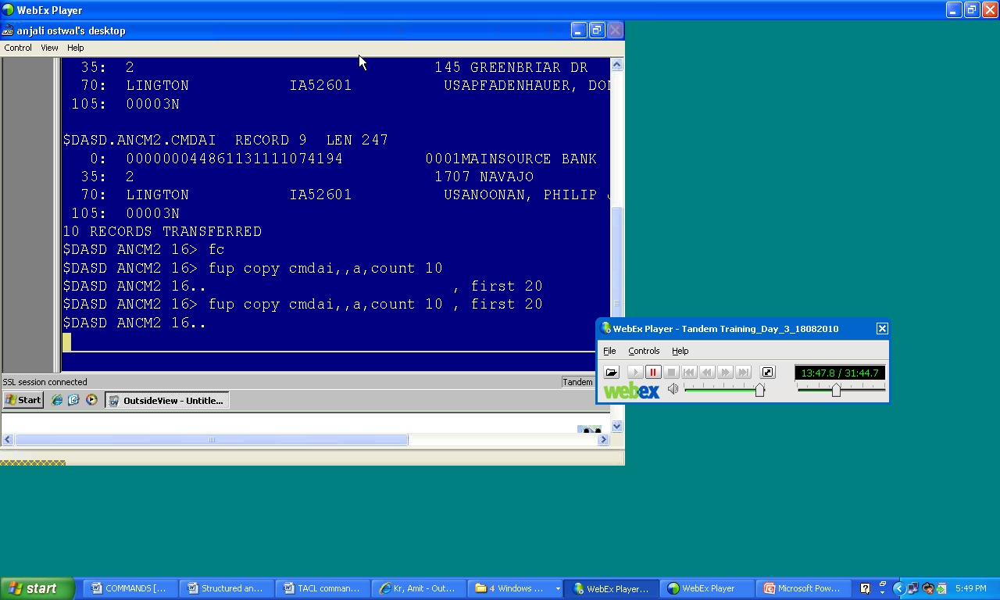 WebEx Player
anjali ostwal's desktop
Control View Help
35: 2 145 GREENBRIAR DR
70: LINGTON IA52601 USAPFADENHAUER,
105: 00003N
$DASD.ANCM2.CMDAI RECORD 9 LEN 247
0: 00000004486113111107 4194 0001MAINSOURCE BANK
35: 2 1707 NAVAJO
70: LINGTON IA52601 USANOONAN, PHILIP
105: 00003N
10 RECORDS TRANSFERRED
$DASD ANCM2 16> fc
$DASD ANCM2 16> fup copy cmdai,,a,count 10
$DASD ANCM2 16.. , first 20
$DASD ANCM2 16> fup copy cmdai,,a,count 10 , first 20
$DASD ANCM2 16..
WebEx Player - Tandem Training_Day_3_18082010
File Controls Help
13:47.8 / 31:44.7
webex
SSL session connected
Tandem
Start
OutsideView - Untitle...
start
COMMANDS [...
Structured an...
TACL comman...
Kr, Amit - Out...
4 Windows ...
WebEx Player...
WebEx Player
Microsoft Pow...
5:49 PM